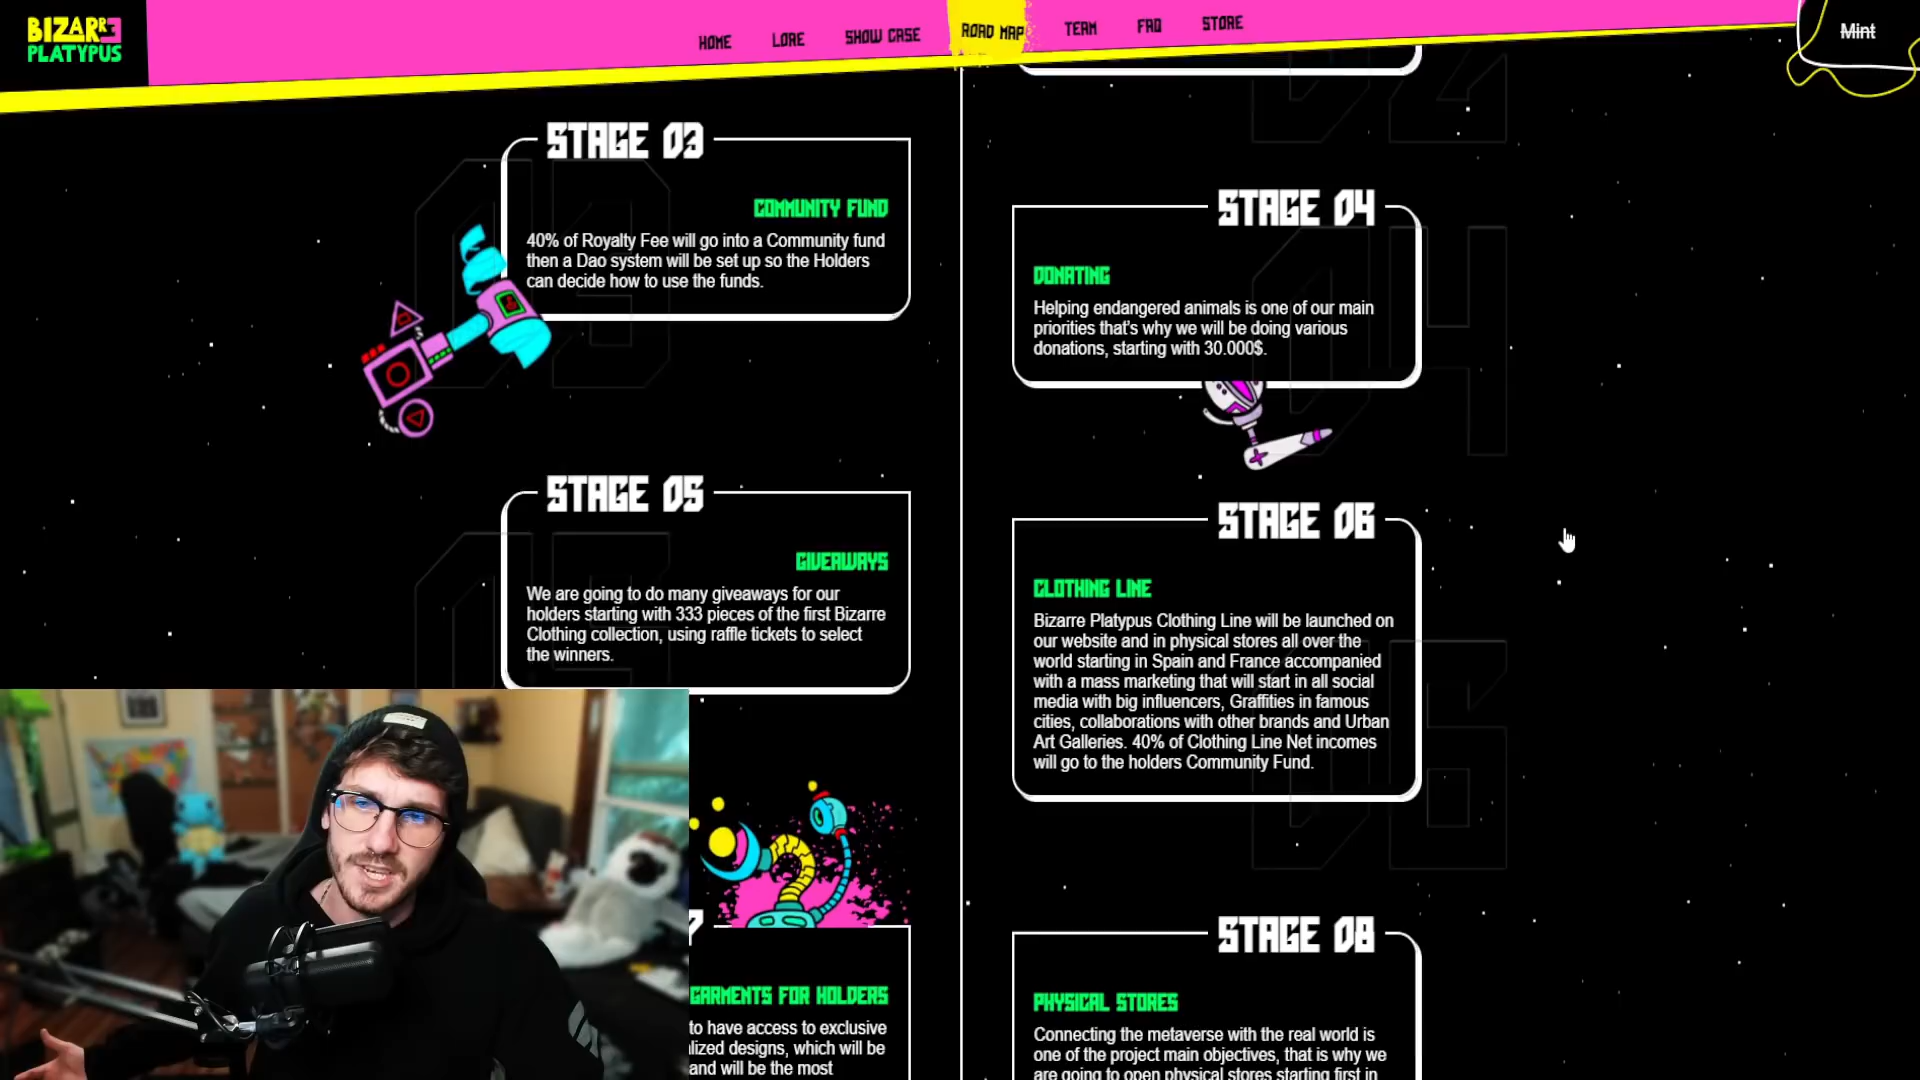 BIZARR3
PLATYPUS
HOME
LORE
SHOW CASE
ROAD MAP
TEAM
FAQ
STORE
Mint
STAGE 03
COMMUNITY FUND
40% of Royalty Fee will go into a Community fund
then a Dao system will be set up so the Holders
can decide how to use the funds.
STAGE 04
DONATING
Helping endangered animals is one of our main
priorities that's why we will be doing various
donations, starting with 30.000$.
STAGE 05
GIVEAWAYS
We are going to do many giveaways for our
holders starting with 333 pieces of the first Bizarre
Clothing collection, using raffle tickets to select
the winners.
STAGE 06
CLOTHING LINE
Bizarre Platypus Clothing Line will be launched on
our website and in physical stores all over the
world starting in Spain and France accompanied
with a mass marketing that will start in all social
media with big influencers, Graffities in famous
cities, collaborations with other brands and Urban
Art Galleries. 40% of Clothing Line Net incomes
will go to the holders Community Fund.
GARMENTS FOR HOLDERS
to have access to exclusive
designs, which will be
and will be the most
STAGE 08
PHYSICAL STORES
Connecting the metaverse with the real world is
one of the project main objectives, that is why we
are going to open physical stores starting first in